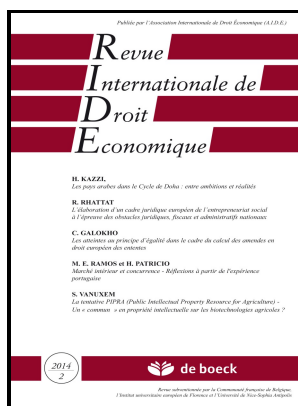 Publiée par l'Association Internationale de Droit Économique (A.I.D.E.)
Revue
Internationale de
Droit
Economique
H. KAZZI,
Les pays arabes dans le Cycle de Doha : entre ambitions et réalités
R. RHATTAT
L'élaboration d'un cadre juridique européen de l'entrepreneuriat social
à l'épreuve des obstacles juridiques, fiscaux et administratifs nationaux
C. GALOKHO
Les atteintes au principe d'égalité dans le cadre du calcul des amendes en
droit européen des ententes
M. E. RAMOS et H. PATRICIO
Marché intérieur et concurrence - Réflexions à partir de l'expérience
portugaise
S. VANUXEM
La tentative PIPRA (Public Intellectual Property Resource for Agriculture) -
Un « commun » en propriété intellectuelle sur les biotechnologies agricoles ?
2014
2
de boeck
Revue subventionnée par la Communauté française de Belgique,
l'Institut universitaire européen de Florence et l'Université de Nice-Sophia Antipolis